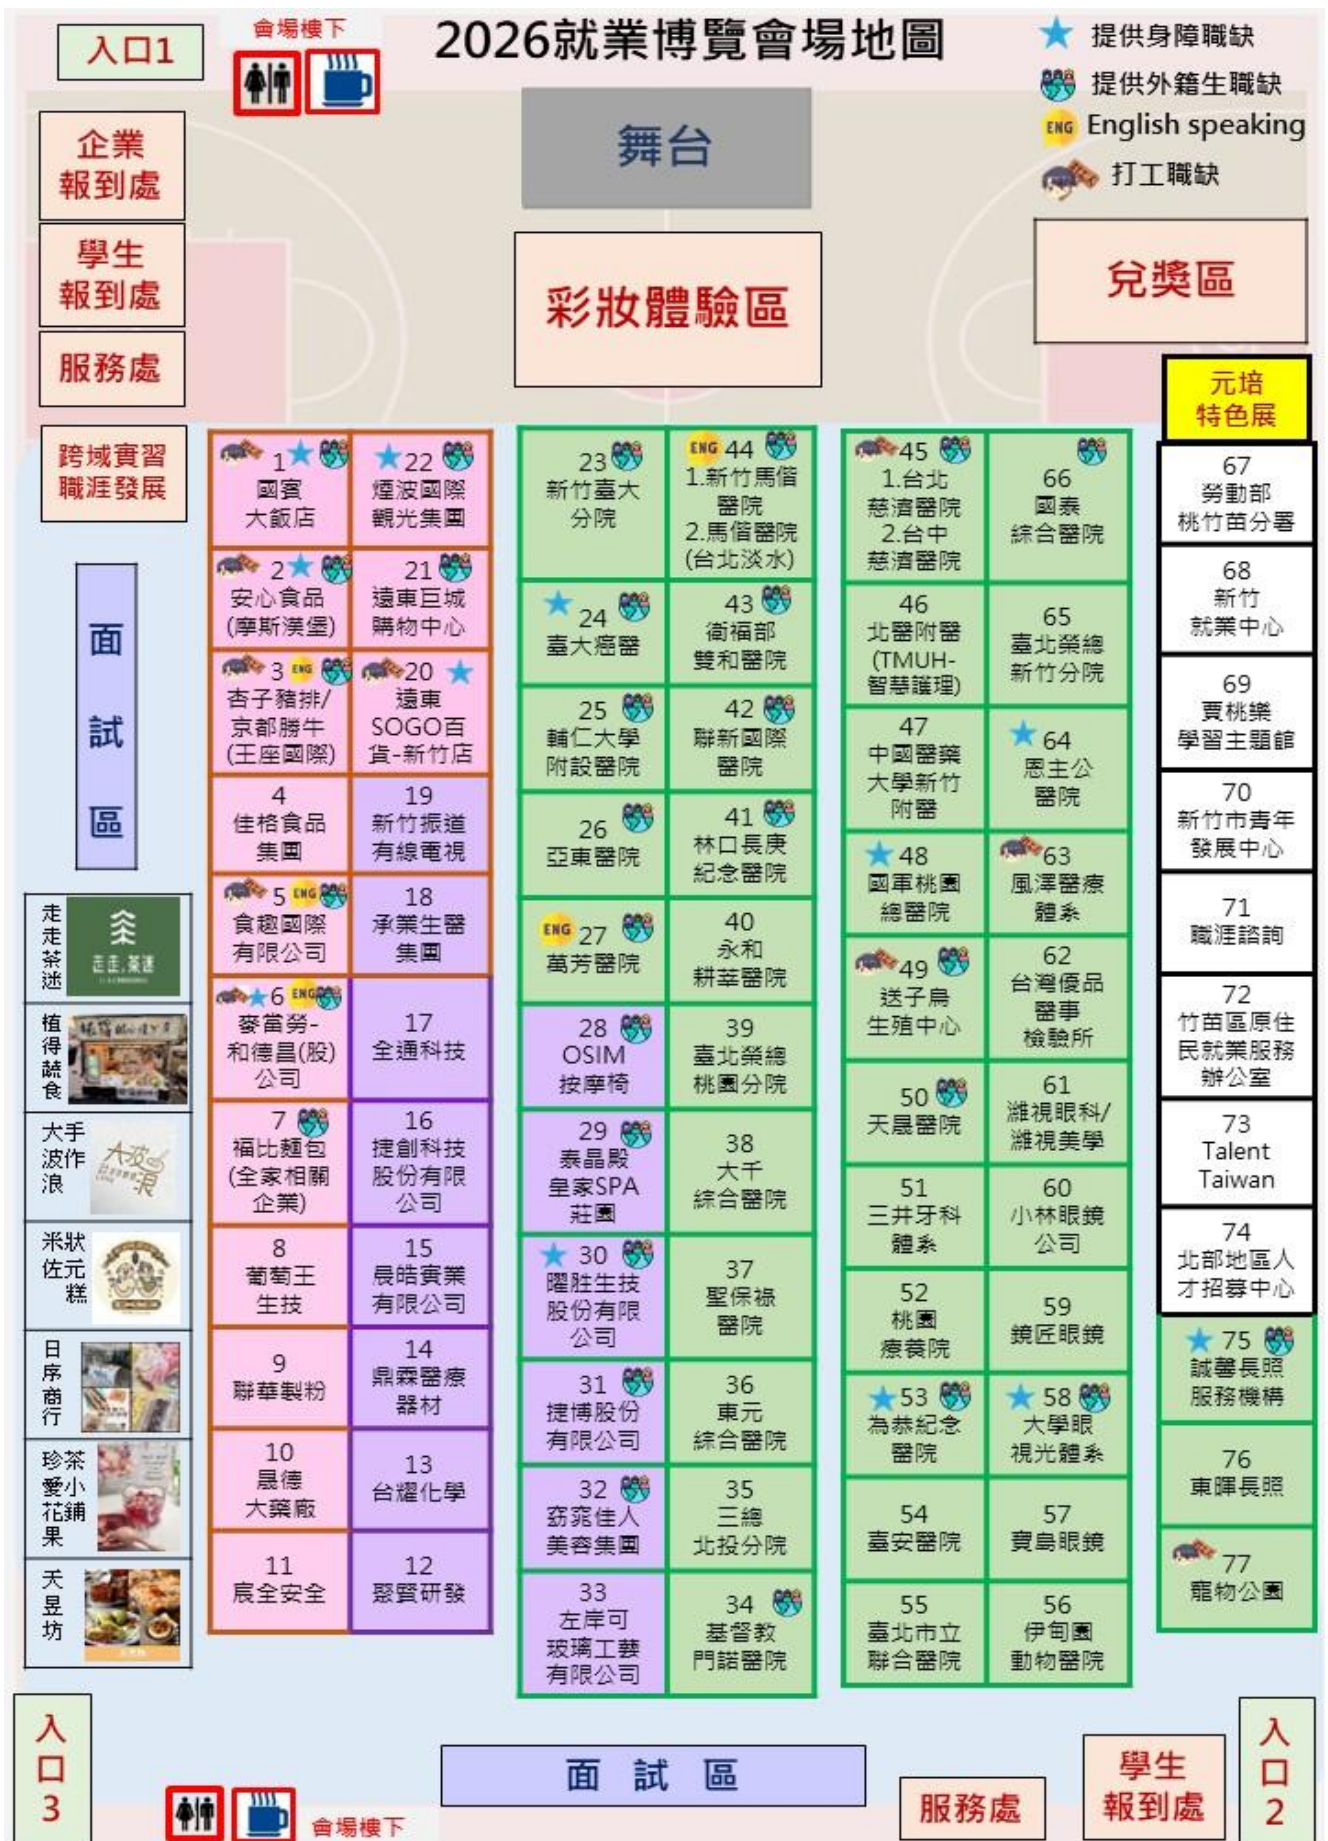 入口1
會場樓下
2026就業博覽會場地圖
提供身障職缺
提供外籍生職缺
ENG English speaking
打工職缺
舞台
企業
報到處
學生
報到處
服務處
跨域實習
職涯發展
彩妝體驗區
兌獎區
元培
特色展
面
試
區
1
國賓
大飯店
22
煙波國際
觀光集團
2
安心食品
(摩斯漢堡)
21
遠東巨城
購物中心
3 ENG
杏子豬排/
京都勝牛
(王座國際)
20
遠東
SOGO百
貨-新竹店
4
佳格食品
集團
19
新竹振道
有線電視
5 ENG
食趣國際
有限公司
18
承業生醫
集團
6 ENG
麥當勞-
和德昌(股)
公司
17
全通科技
7
福比麵包
(全家相關
企業)
16
捷創科技
股份有限
公司
8
葡萄王
生技
15
晨皓實業
有限公司
9
聯華製粉
14
鼎森醫療
器材
10
晟德
大藥廠
13
台耀化學
11
宸全安全
12
聚賢研發
23
新竹臺大
分院
ENG 44
1.新竹馬偕
醫院
2.馬偕醫院
(台北淡水)
24
臺大癌醫
43
衛福部
雙和醫院
25
輔仁大學
附設醫院
42
聯新國際
醫院
26
亞東醫院
41
林口長庚
紀念醫院
ENG 27
萬芳醫院
40
永和
耕莘醫院
28
OSIM
按摩椅
39
臺北榮總
桃園分院
29
泰晶殿
皇家SPA
莊園
38
大千
綜合醫院
30
曜胜生技
股份有限
公司
37
聖保祿
醫院
31
捷博股份
有限公司
36
東元
綜合醫院
32
窈窕佳人
美容集團
35
三總
北投分院
33
左岸可
玻璃工藝
有限公司
34
基督教
門諾醫院
45
1.台北
慈濟醫院
2.台中
慈濟醫院
66
國泰
綜合醫院
46
北醫附醫
(TMUH-
智慧護理)
65
臺北榮總
新竹分院
47
中國醫藥
大學新竹
附醫
64
恩主公
醫院
48
國軍桃園
總醫院
63
風澤醫療
體系
49
送子鳥
生殖中心
62
台灣優品
醫事
檢驗所
50
天晟醫院
61
濰視眼科/
濰視美學
51
三井牙科
體系
60
小林眼鏡
公司
52
桃園
療養院
59
鏡匠眼鏡
53
為恭紀念
醫院
58
大學眼
視光體系
54
臺安醫院
57
寶島眼鏡
55
臺北市立
聯合醫院
56
伊甸園
動物醫院
67
勞動部
桃竹苗分署
68
新竹
就業中心
69
賈桃樂
學習主題館
70
新竹市青年
發展中心
71
職涯諮詢
72
竹苗區原住
民就業服務
辦公室
73
Talent
Taiwan
74
北部地區人
才招募中心
75
誠馨長照
服務機構
76
東暉長照
77
寵物公園
走走茶迷
走走,茶迷
植得蔬食
手作
大波浪
大波浪
狀元糕
米佐
日序商行
茶小鋪
珍愛花果
天昱坊
入口3
會場樓下
面試區
服務處
學生
報到處
入口2